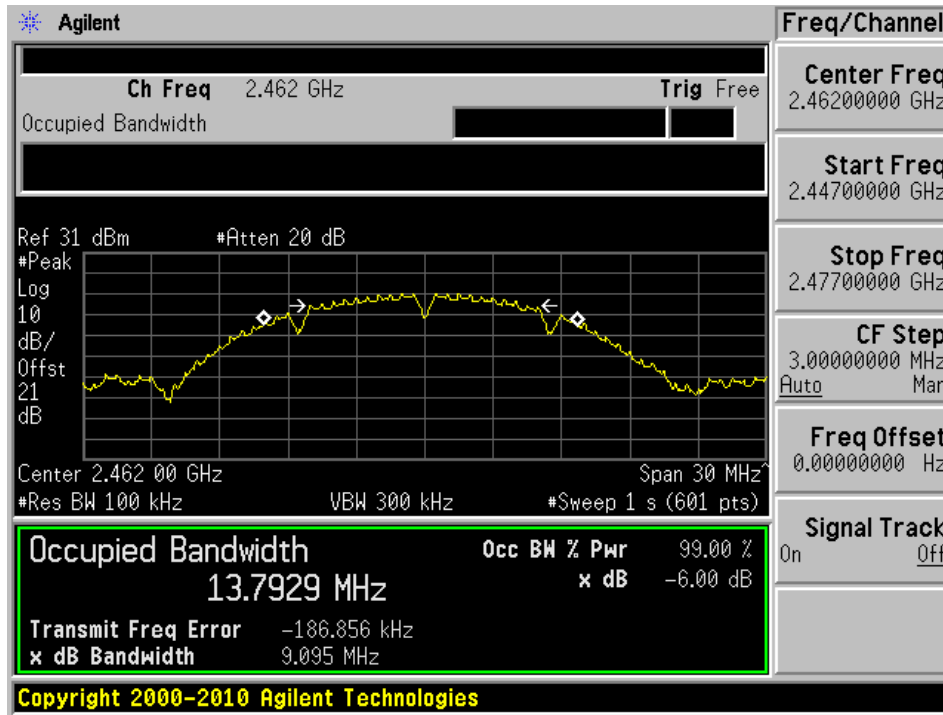 Agilent
Freq/Channel
Ch Freq 2.462 GHz Trig Free
Occupied Bandwidth
Center Freq
2.46200000 GHz
Start Freq
2.44700000 GHz
Stop Freq
2.47700000 GHz
CF Step
3.00000000 MHz
Auto Man
Freq Offset
0.00000000 Hz
Signal Track
On Off
Ref 31 dBm #Atten 20 dB
#Peak
Log
10
dB/
Offst
21
dB
Center 2.462 00 GHz Span 30 MHz^
#Res BW 100 kHz VBW 300 kHz #Sweep 1 s (601 pts)
Occupied Bandwidth Occ BW % Pwr 99.00 %
13.7929 MHz x dB -6.00 dB
Transmit Freq Error -186.856 kHz
x dB Bandwidth 9.095 MHz
Copyright 2000-2010 Agilent Technologies